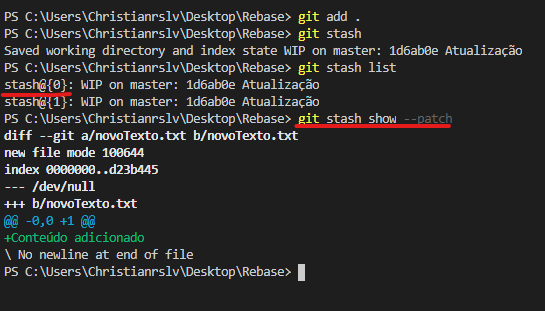 PS C:\Users\Christianrslv\Desktop\Rebase> git add .
PS C:\Users\Christianrslv\Desktop\Rebase> git stash
Saved working directory and index state WIP on master: 1d6ab0e Atualização
PS C:\Users\Christianrslv\Desktop\Rebase> git stash list
stash@{0}: WIP on master: 1d6ab0e Atualização
stash@{1}: WIP on master: 1d6ab0e Atualização
PS C:\Users\Christianrslv\Desktop\Rebase> git stash show --patch
diff --git a/novoTexto.txt b/novoTexto.txt
new file mode 100644
index 0000000..d23b445
--- /dev/null
+++ b/novoTexto.txt
@@ -0,0 +1 @@
+Conteúdo adicionado
\ No newline at end of file
PS C:\Users\Christianrslv\Desktop\Rebase>